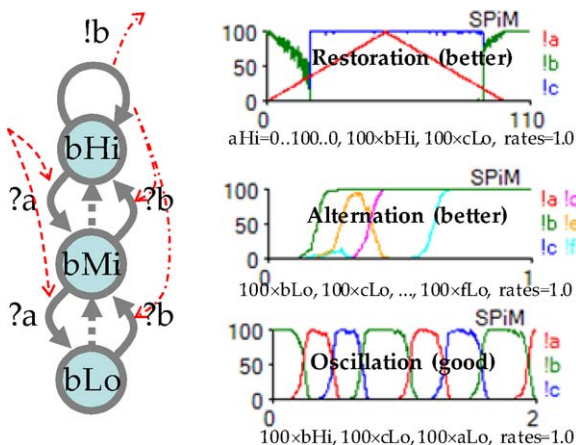 !b
bHi
?a
?b
bMi
?a
?b
bLo
SPiM
100
50
0
Restoration (better)
!a
!b
!c
0
110
aHi=0..100..0, 100×bHi, 100×cLo, rates=1.0
SPiM
100
50
0
Alternation (better)
!a
!b !e
!c !f
0
1
100×bLo, 100×cLo, ..., 100×fLo, rates=1.0
SPiM
100
50
0
Oscillation (good)
!a
!b
!c
0
2
100×bHi, 100×cLo, 100×aLo, rates=1.0